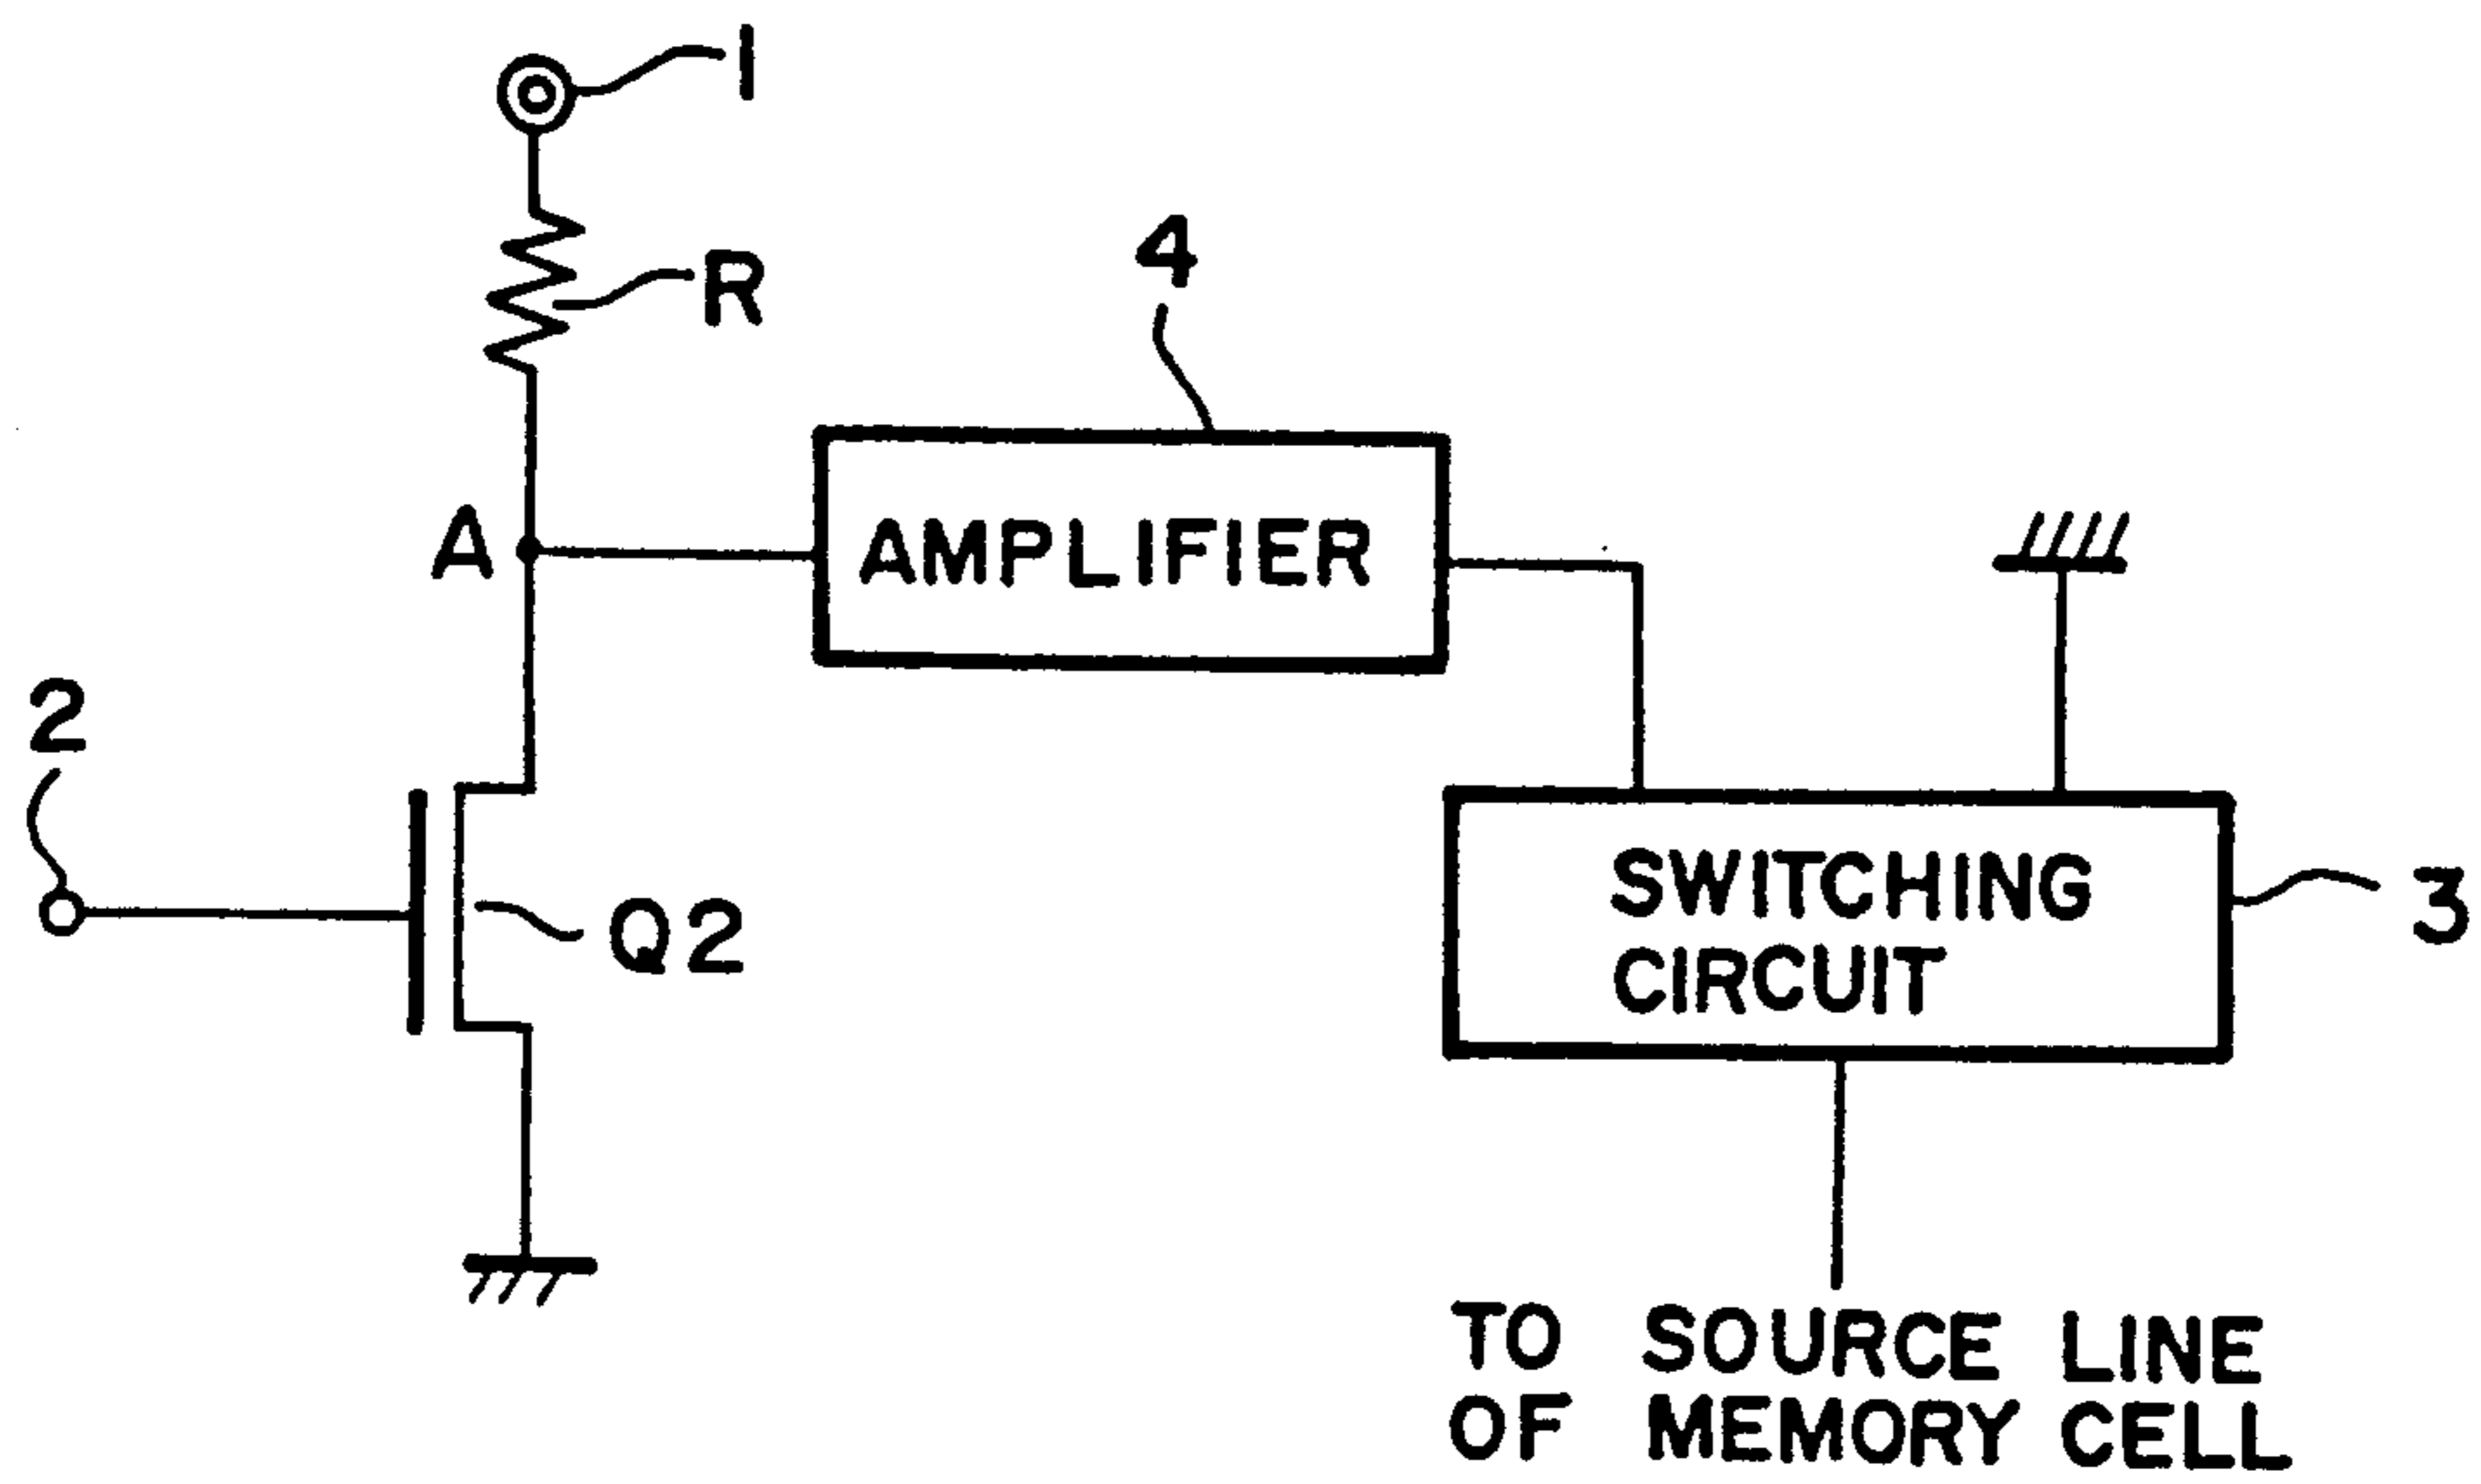 1
R
4
A
AMPLIFIER
2
Q2
SWITCHING
CIRCUIT
3
TO SOURCE LINE
OF MEMORY CELL